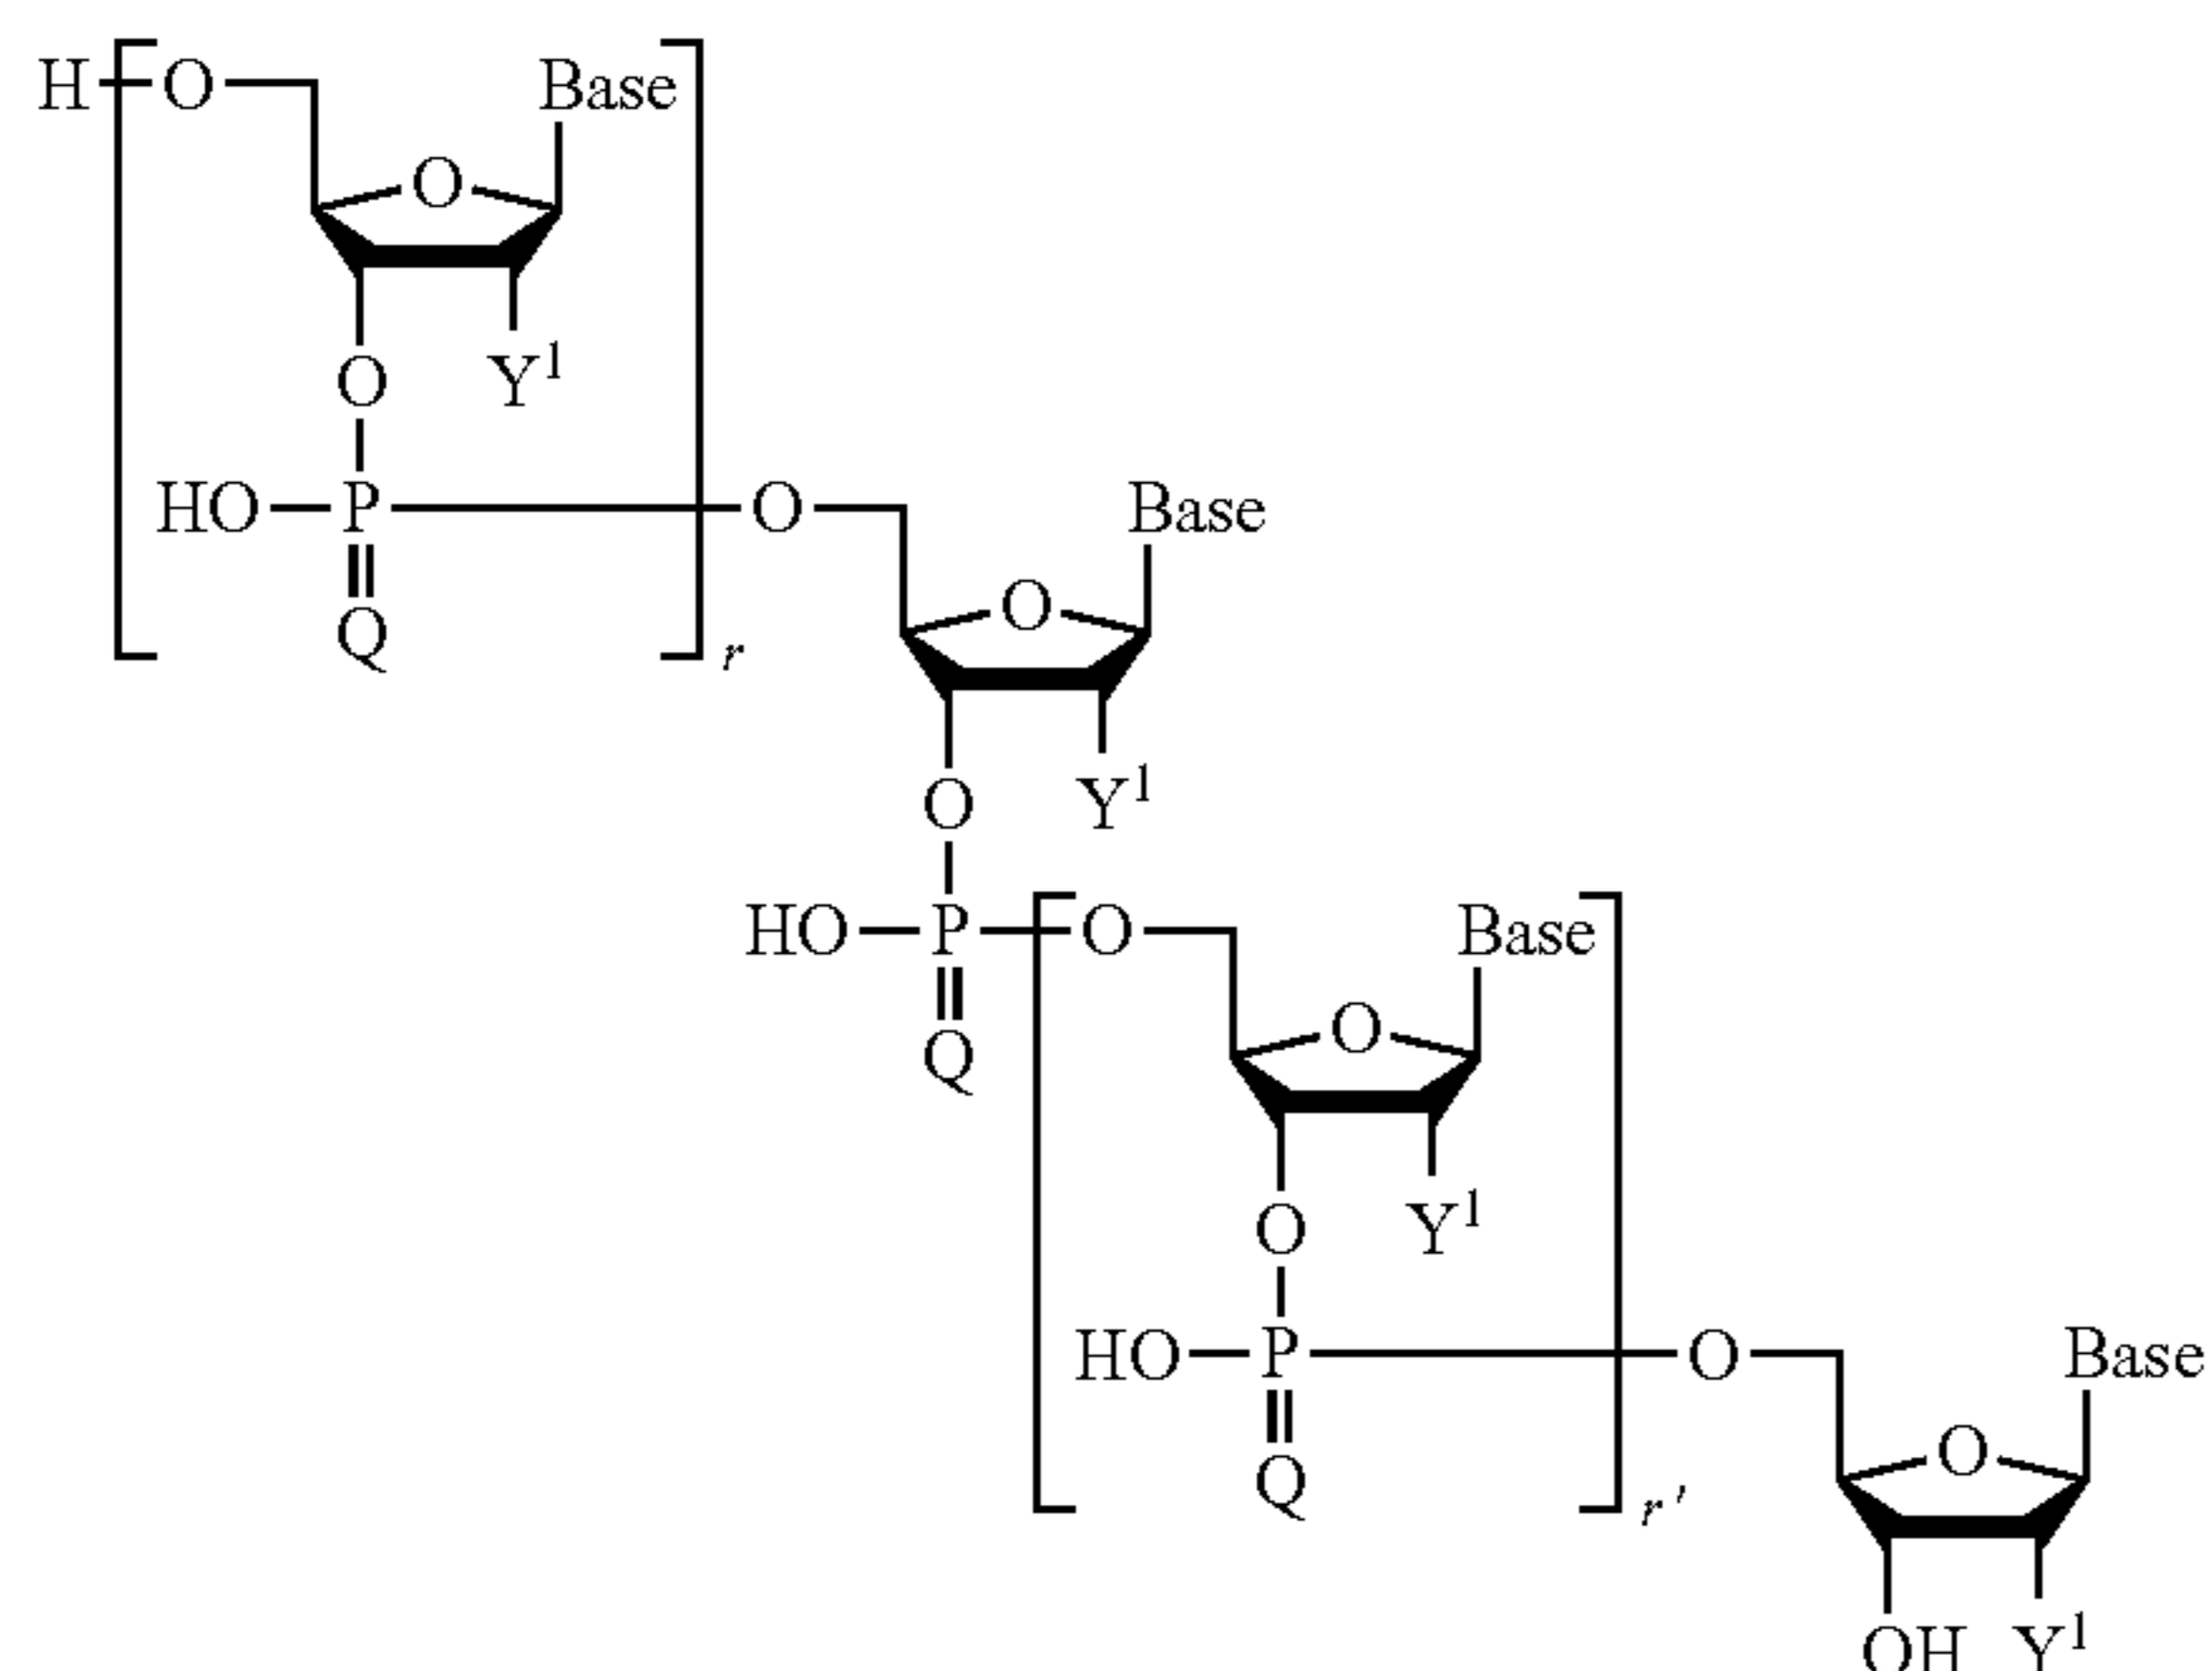 H O Base
O
O Y1
HO P O Base
Q r O
O Y1
HO P O Base
Q O
O Y1
HO P O Base
Q r' O
OH Y1